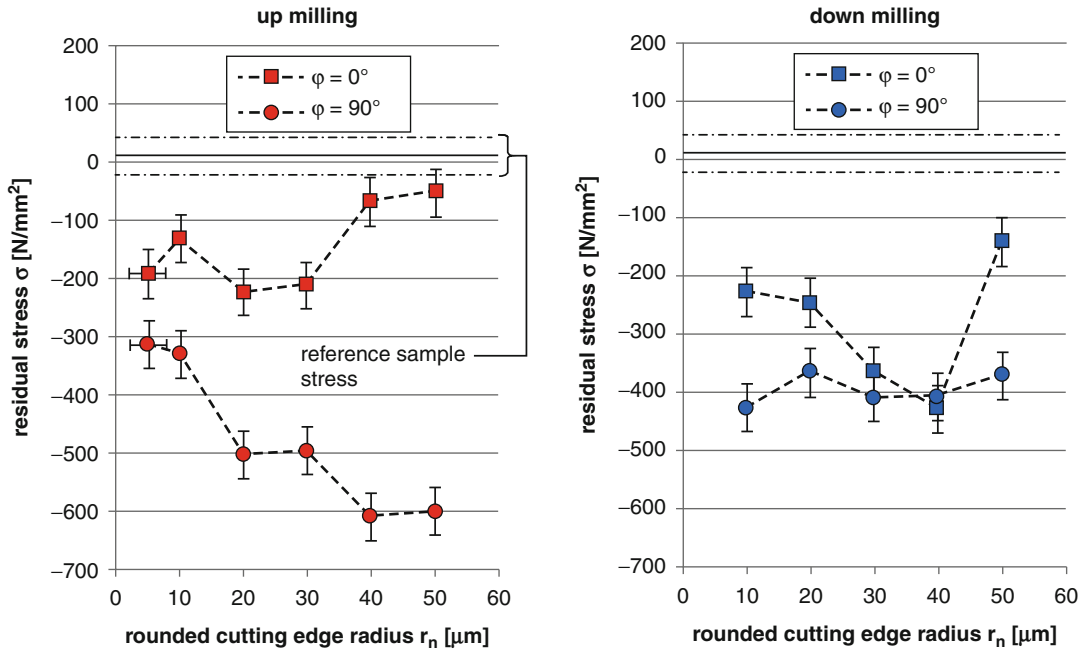 up milling
200
100
0
–100
–200
–300
–400
–500
–600
–700
residual stress σ [N/mm²]
φ = 0°
φ = 90°
reference sample
stress
0 10 20 30 40 50 60
rounded cutting edge radius rₙ [μm]
down milling
200
100
0
–100
–200
–300
–400
–500
–600
–700
residual stress σ [N/mm²]
φ = 0°
φ = 90°
0 10 20 30 40 50 60
rounded cutting edge radius rₙ [μm]